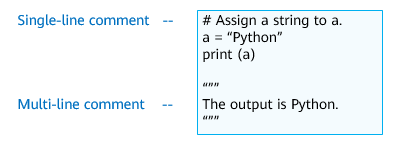 Single-line comment -- # Assign a string to a.
a = “Python”
print (a)
“””
Multi-line comment -- The output is Python.
“””